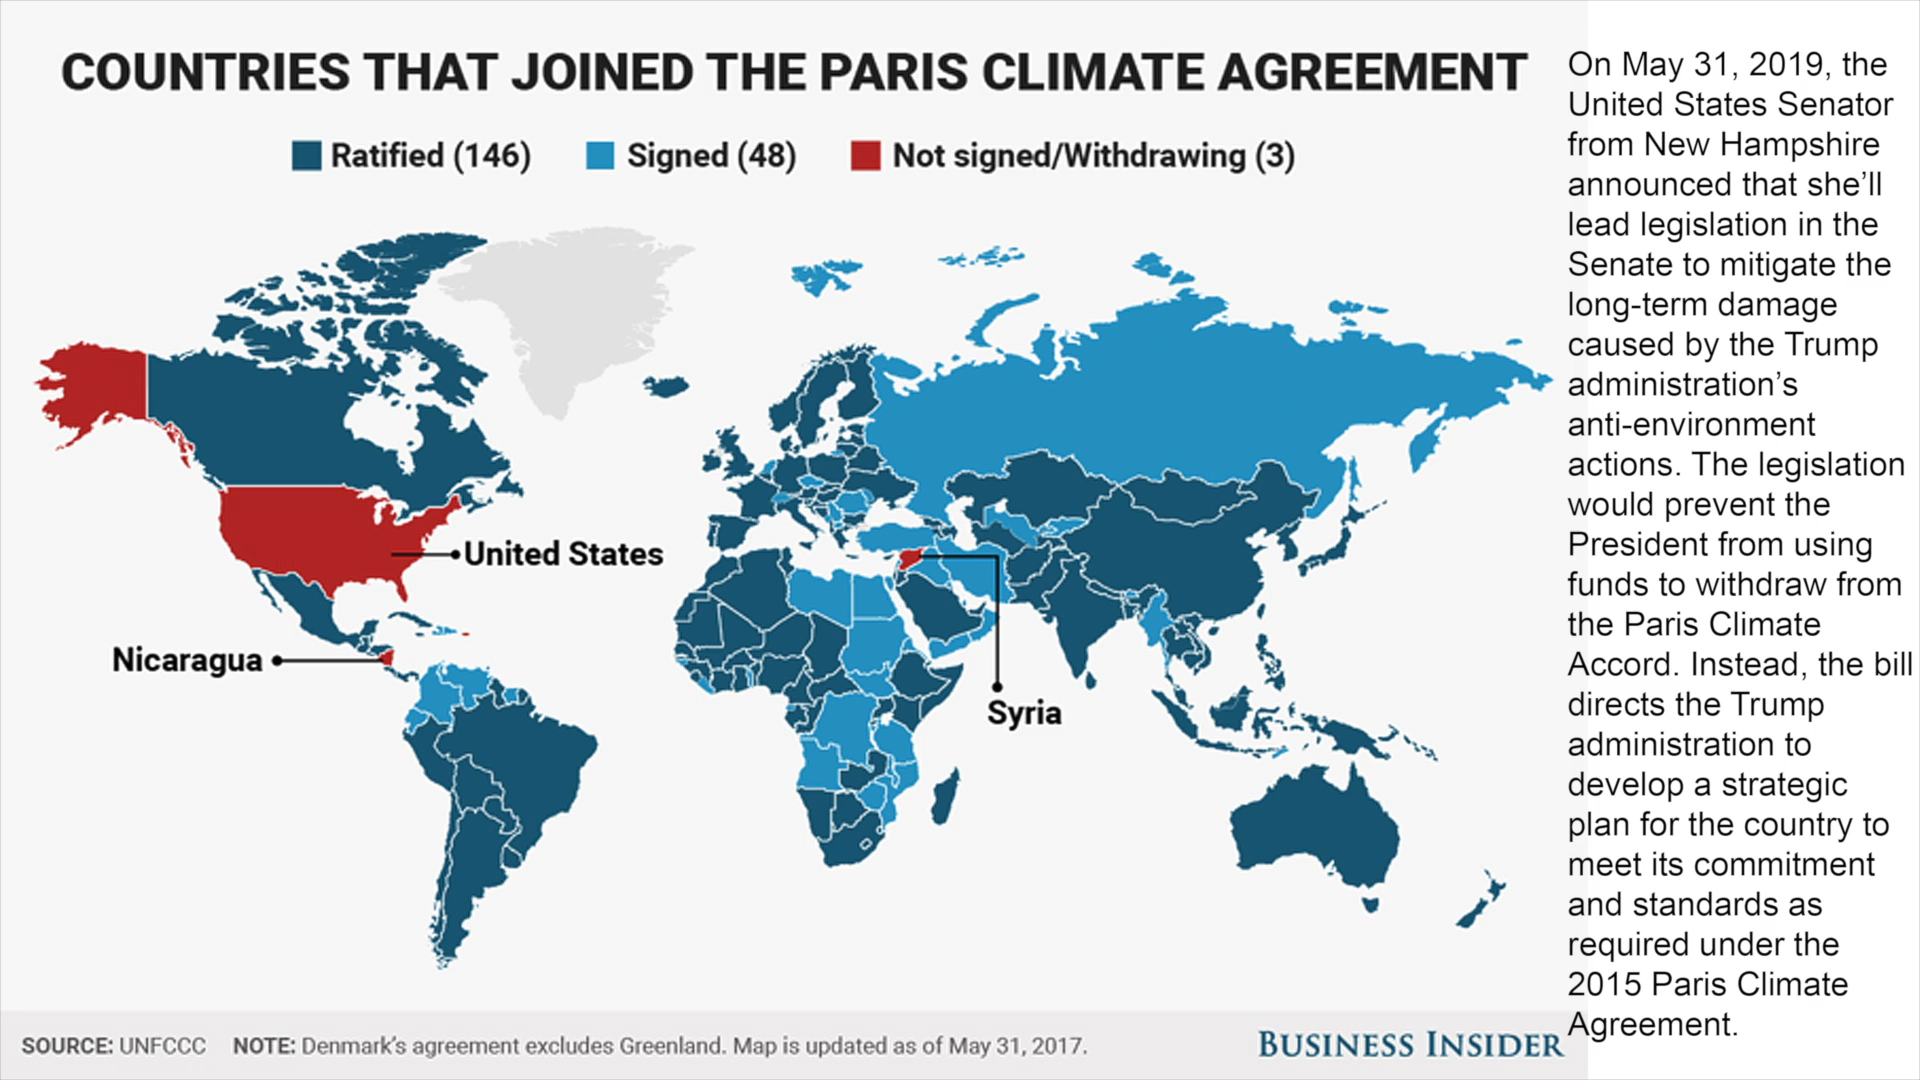 COUNTRIES THAT JOINED THE PARIS CLIMATE AGREEMENT
Ratified (146)
Signed (48)
Not signed/Withdrawing (3)
United States
Nicaragua
Syria
SOURCE: UNFCCC NOTE: Denmark's agreement excludes Greenland. Map is updated as of May 31, 2017.
BUSINESS INSIDER
On May 31, 2019, the
United States Senator
from New Hampshire
announced that she’ll
lead legislation in the
Senate to mitigate the
long-term damage
caused by the Trump
administration’s
anti-environment
actions. The legislation
would prevent the
President from using
funds to withdraw from
the Paris Climate
Accord. Instead, the bill
directs the Trump
administration to
develop a strategic
plan for the country to
meet its commitment
and standards as
required under the
2015 Paris Climate
Agreement.